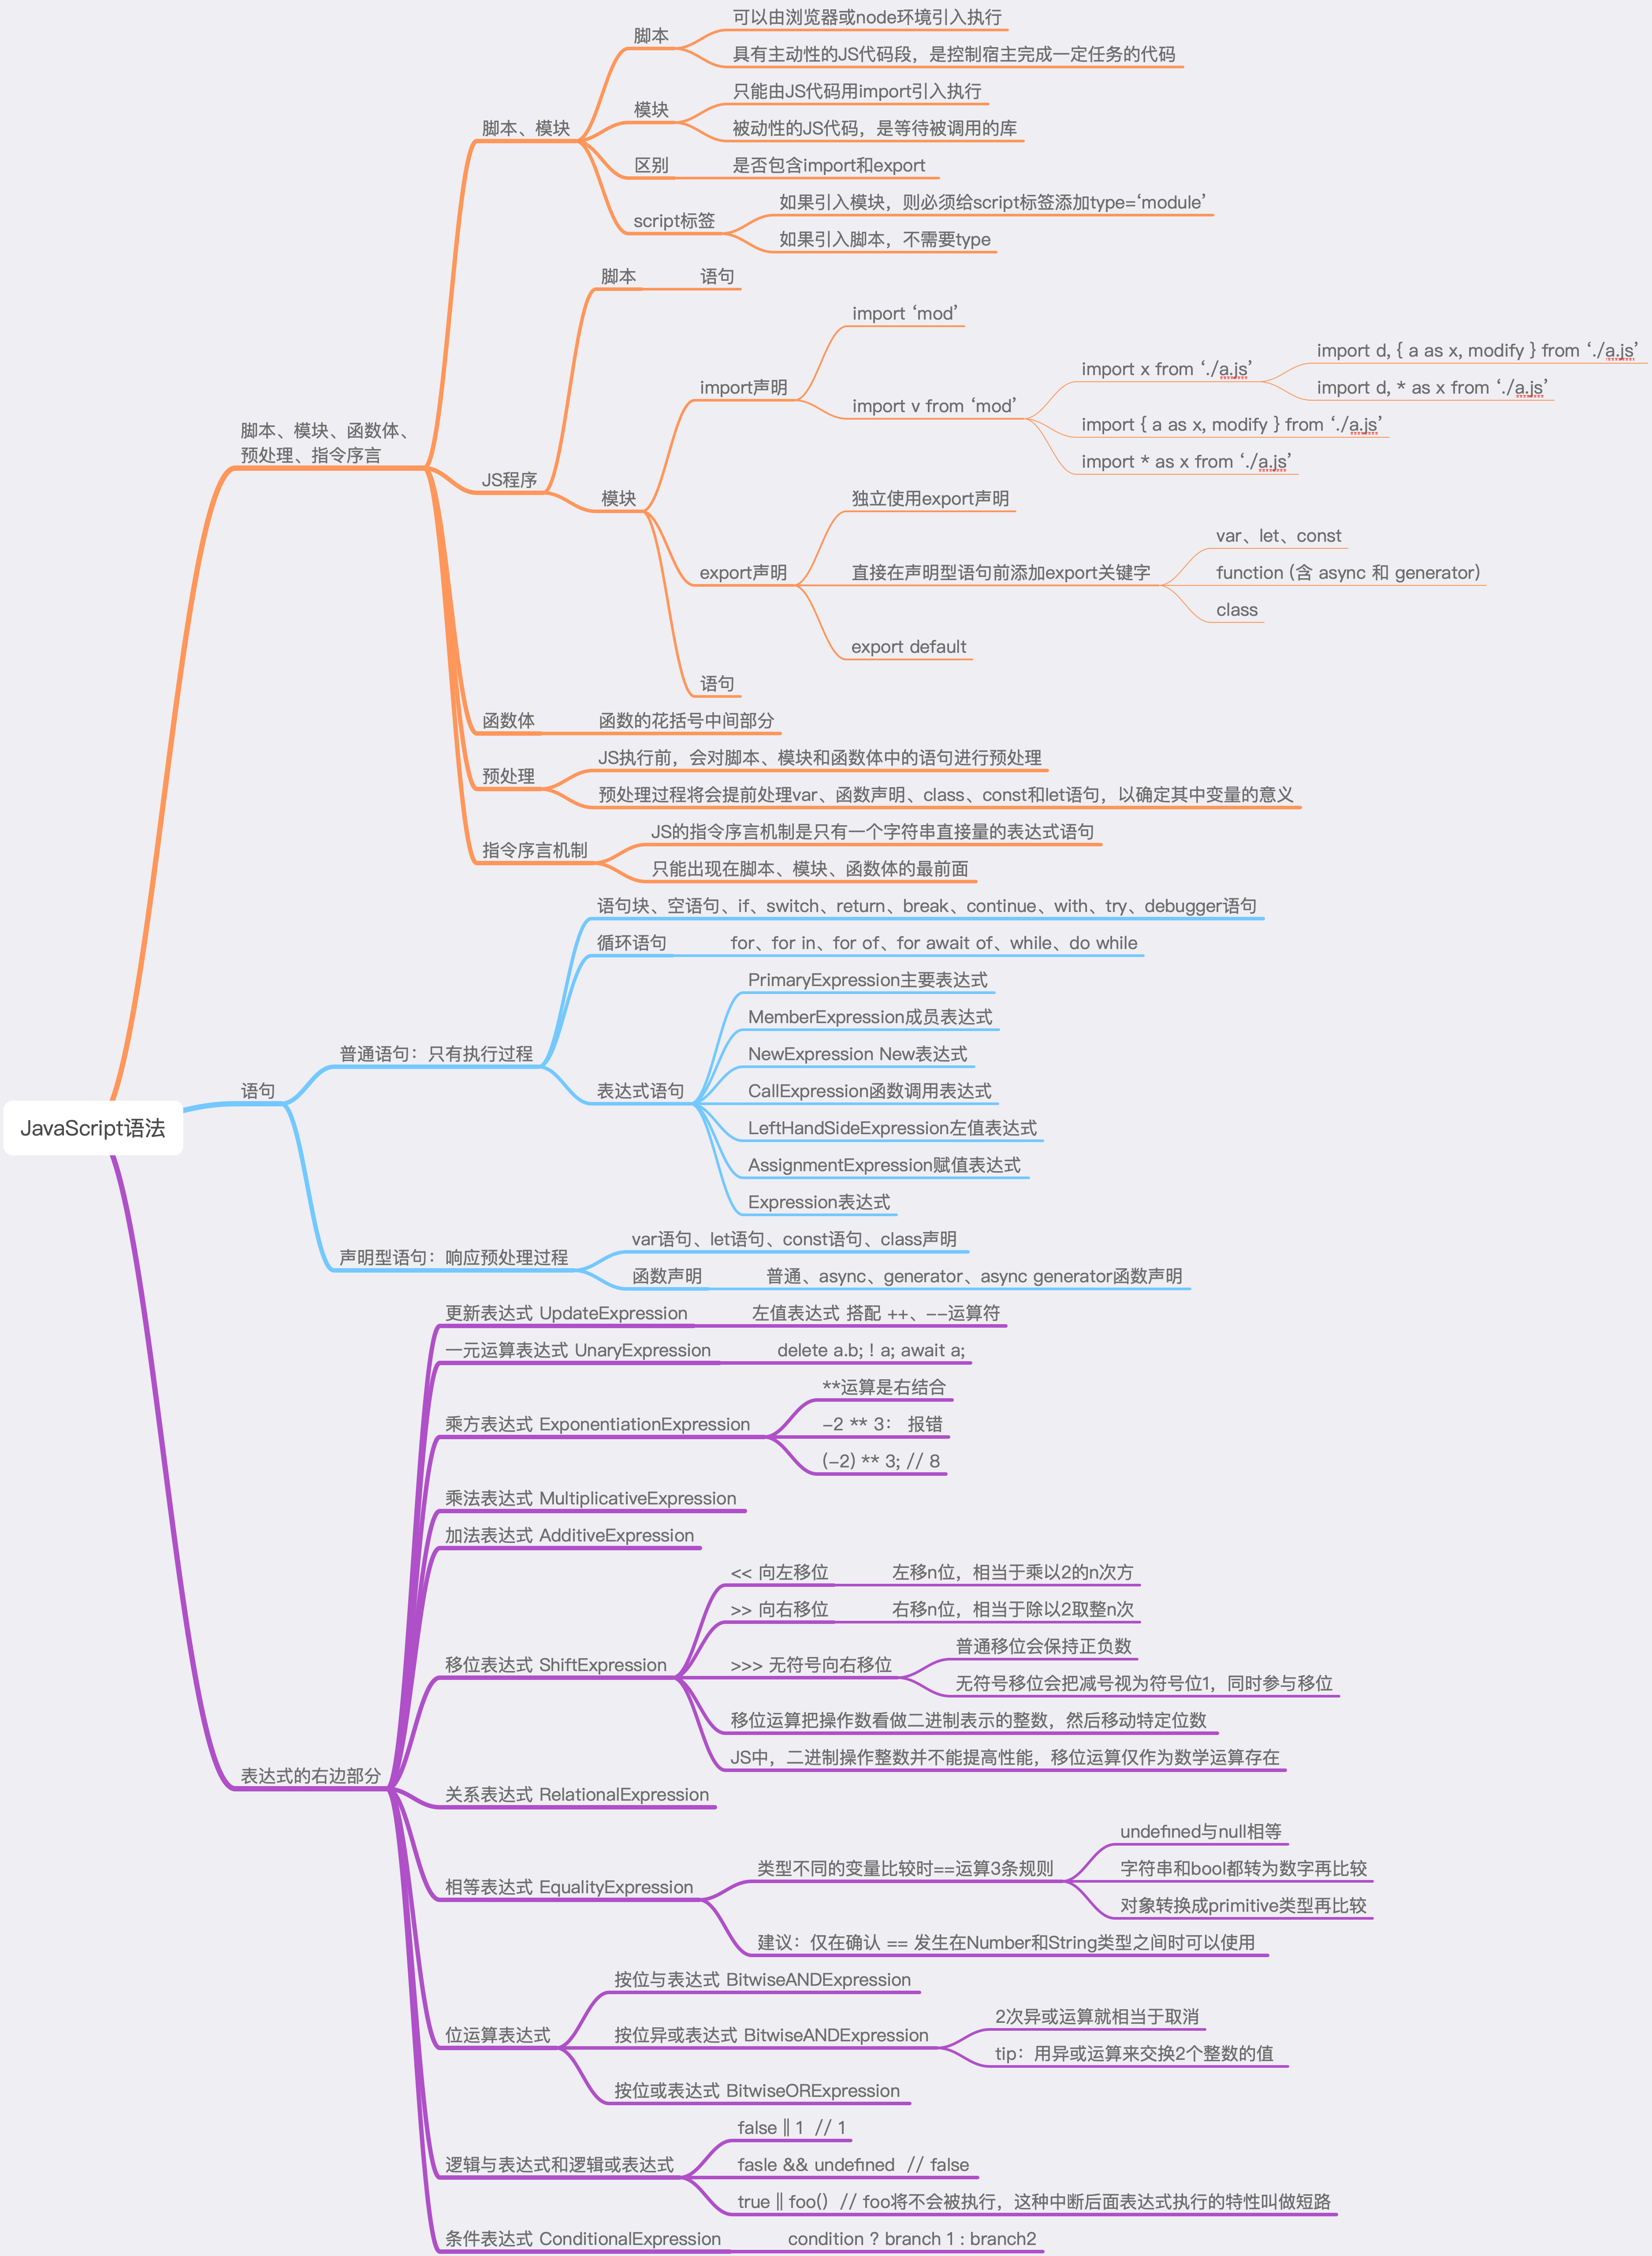 JavaScript语法
脚本、模块、函数体、
预处理、指令序言
脚本、模块
脚本
可以由浏览器或node环境引入执行
具有主动性的JS代码段，是控制宿主完成一定任务的代码
模块
只能由JS代码用import引入执行
被动性的JS代码，是等待被调用的库
区别
是否包含import和export
script标签
如果引入模块，则必须给script标签添加type=‘module’
如果引入脚本，不需要type
JS程序
脚本
语句
模块
import声明
import ‘mod’
import v from ‘mod’
import x from ‘./a.js’
import d, { a as x, modify } from ‘./a.js’
import d, * as x from ‘./a.js’
import { a as x, modify } from ‘./a.js’
import * as x from ‘./a.js’
export声明
独立使用export声明
直接在声明型语句前添加export关键字
var、let、const
function (含 async 和 generator)
class
export default
语句
函数体
函数的花括号中间部分
预处理
JS执行前，会对脚本、模块和函数体中的语句进行预处理
预处理过程将会提前处理var、函数声明、class、const和let语句，以确定其中变量的意义
指令序言机制
JS的指令序言机制是只有一个字符串直接量的表达式语句
只能出现在脚本、模块、函数体的最前面
语句
普通语句：只有执行过程
语句块、空语句、if、switch、return、break、continue、with、try、debugger语句
循环语句
for、for in、for of、for await of、while、do while
表达式语句
PrimaryExpression主要表达式
MemberExpression成员表达式
NewExpression New表达式
CallExpression函数调用表达式
LeftHandSideExpression左值表达式
AssignmentExpression赋值表达式
Expression表达式
声明型语句：响应预处理过程
var语句、let语句、const语句、class声明
函数声明
普通、async、generator、async generator函数声明
表达式的右边部分
更新表达式 UpdateExpression
左值表达式 搭配 ++、--运算符
一元运算表达式 UnaryExpression
delete a.b; ! a; await a;
乘方表达式 ExponentiationExpression
**运算是右结合
-2 ** 3： 报错
(-2) ** 3; // 8
乘法表达式 MultiplicativeExpression
加法表达式 AdditiveExpression
移位表达式 ShiftExpression
<< 向左移位
左移n位，相当于乘以2的n次方
>> 向右移位
右移n位，相当于除以2取整n次
>>> 无符号向右移位
普通移位会保持正负数
无符号移位会把减号视为符号位1，同时参与移位
移位运算把操作数看做二进制表示的整数，然后移动特定位数
JS中，二进制操作整数并不能提高性能，移位运算仅作为数学运算存在
关系表达式 RelationalExpression
相等表达式 EqualityExpression
类型不同的变量比较时==运算3条规则
undefined与null相等
字符串和bool都转为数字再比较
对象转换成primitive类型再比较
建议：仅在确认 == 发生在Number和String类型之间时可以使用
位运算表达式
按位与表达式 BitwiseANDExpression
按位异或表达式 BitwiseANDExpression
2次异或运算就相当于取消
tip：用异或运算来交换2个整数的值
按位或表达式 BitwiseORExpression
逻辑与表达式和逻辑或表达式
false || 1 // 1
fasle && undefined // false
true || foo() // foo将不会被执行，这种中断后面表达式执行的特性叫做短路
条件表达式 ConditionalExpression
condition ? branch 1 : branch2